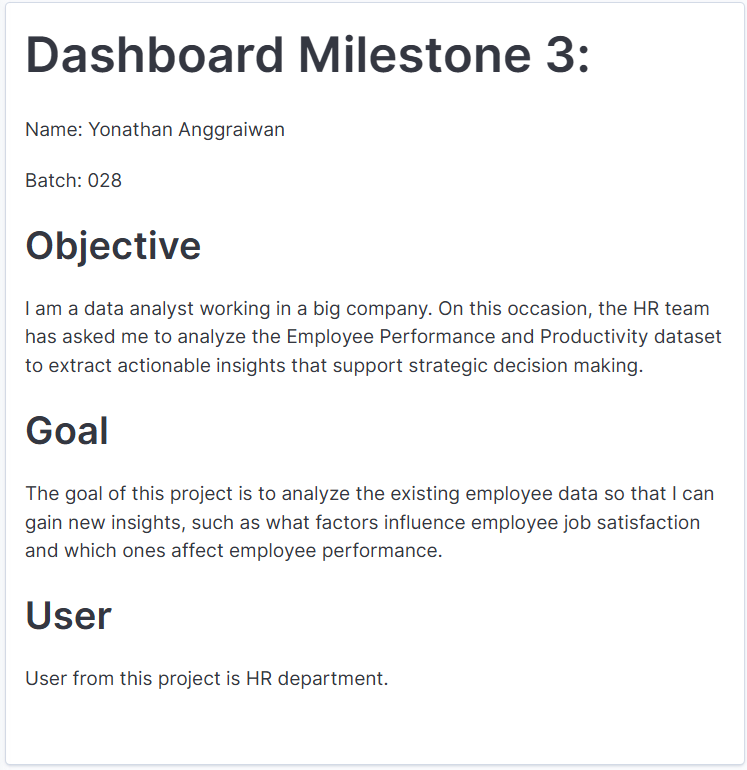 Dashboard Milestone 3:
Name: Yonathan Anggraiwan
Batch: 028
Objective
I am a data analyst working in a big company. On this occasion, the HR team
has asked me to analyze the Employee Performance and Productivity dataset
to extract actionable insights that support strategic decision making.
Goal
The goal of this project is to analyze the existing employee data so that I can
gain new insights, such as what factors influence employee job satisfaction
and which ones affect employee performance.
User
User from this project is HR department.